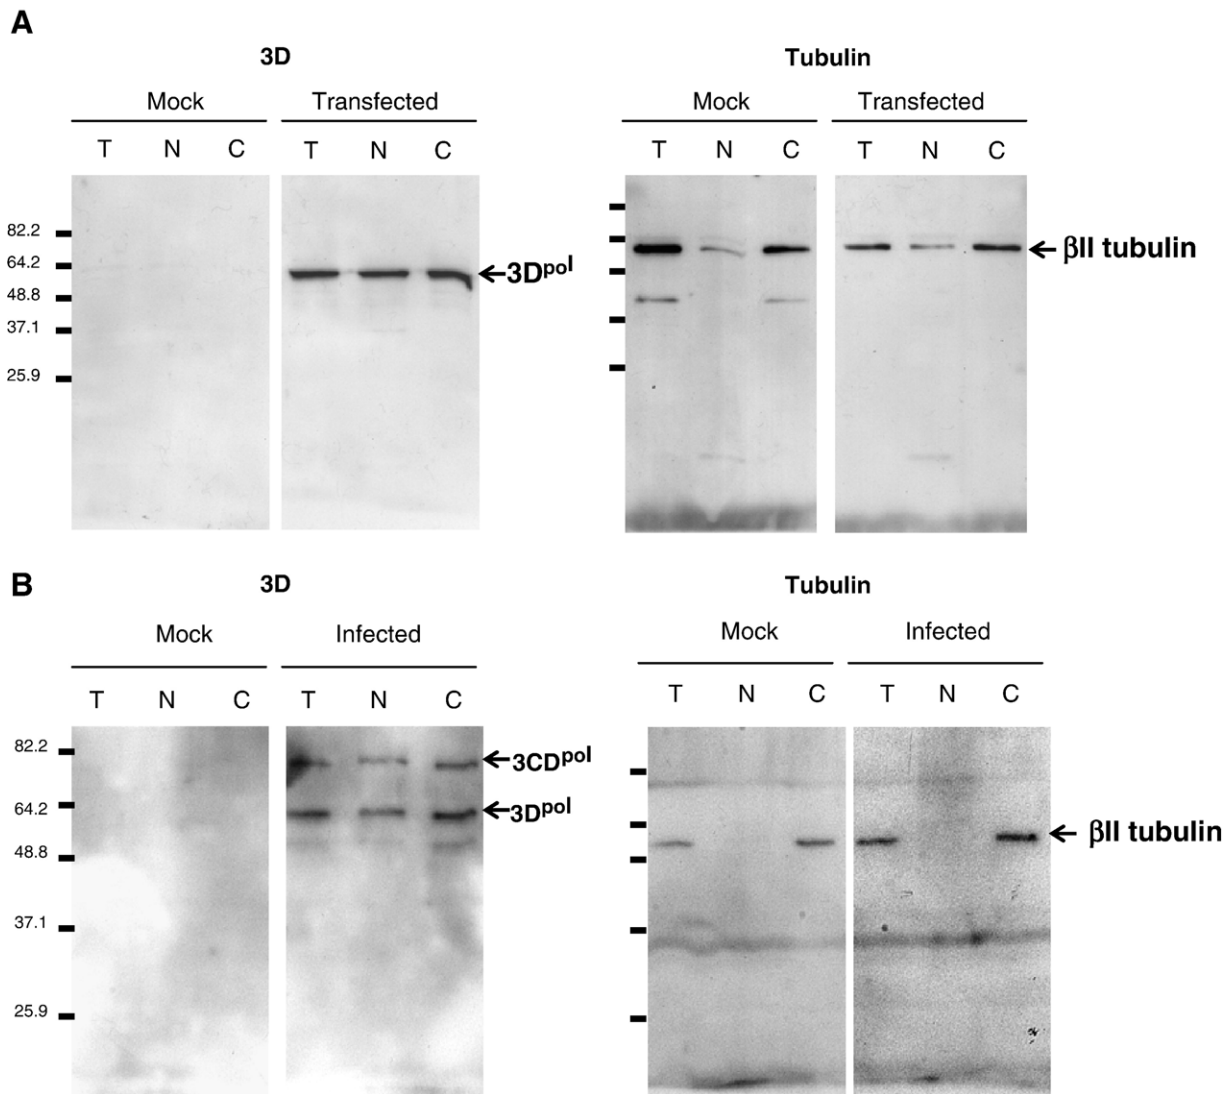 A
3D
Tubulin
Mock
Transfected
Mock
Transfected
T N C
T N C
T N C
T N C
82.2
64.2
48.8
37.1
25.9
3Dpol
βII tubulin
B
3D
Tubulin
Mock
Infected
Mock
Infected
T N C
T N C
T N C
T N C
82.2
64.2
48.8
37.1
25.9
3CDpol
3Dpol
βII tubulin